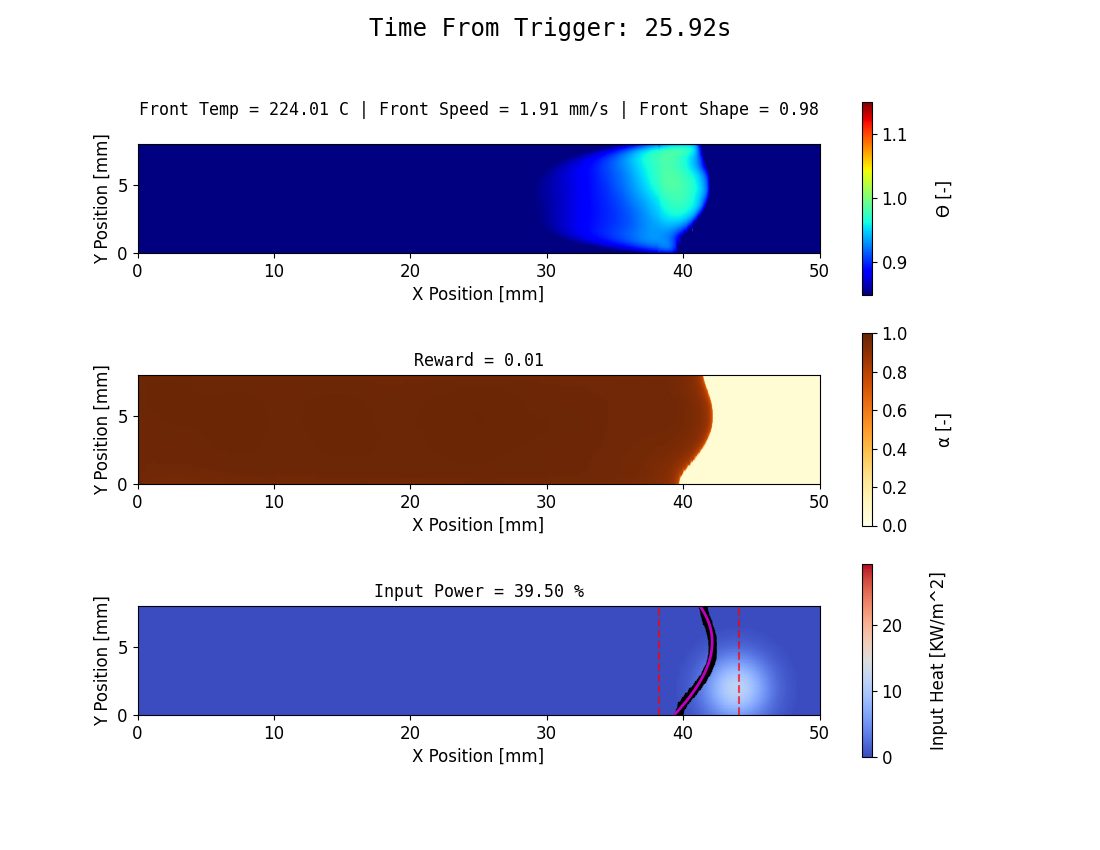 Time From Trigger: 25.92s
Front Temp = 224.01 C | Front Speed = 1.91 mm/s | Front Shape = 0.98
Y Position [mm]
5
0
0 10 20 30 40 50
X Position [mm]
1.1
1.0
0.9
Θ [-]
Reward = 0.01
Y Position [mm]
5
0
0 10 20 30 40 50
X Position [mm]
1.0
0.8
0.6
0.4
0.2
0.0
α [-]
Input Power = 39.50 %
Y Position [mm]
5
0
0 10 20 30 40 50
X Position [mm]
20
10
0
Input Heat [KW/m^2]